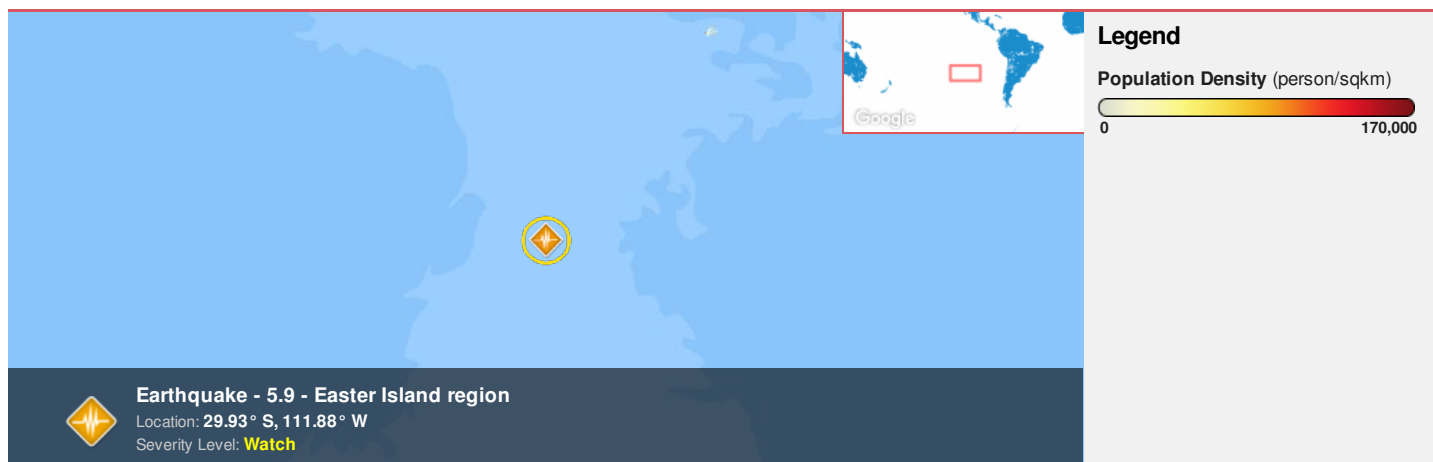 Google
Legend
Population Density (person/sqkm)
0 170,000
Earthquake - 5.9 - Easter Island region
Location: 29.93° S, 111.88° W
Severity Level: Watch